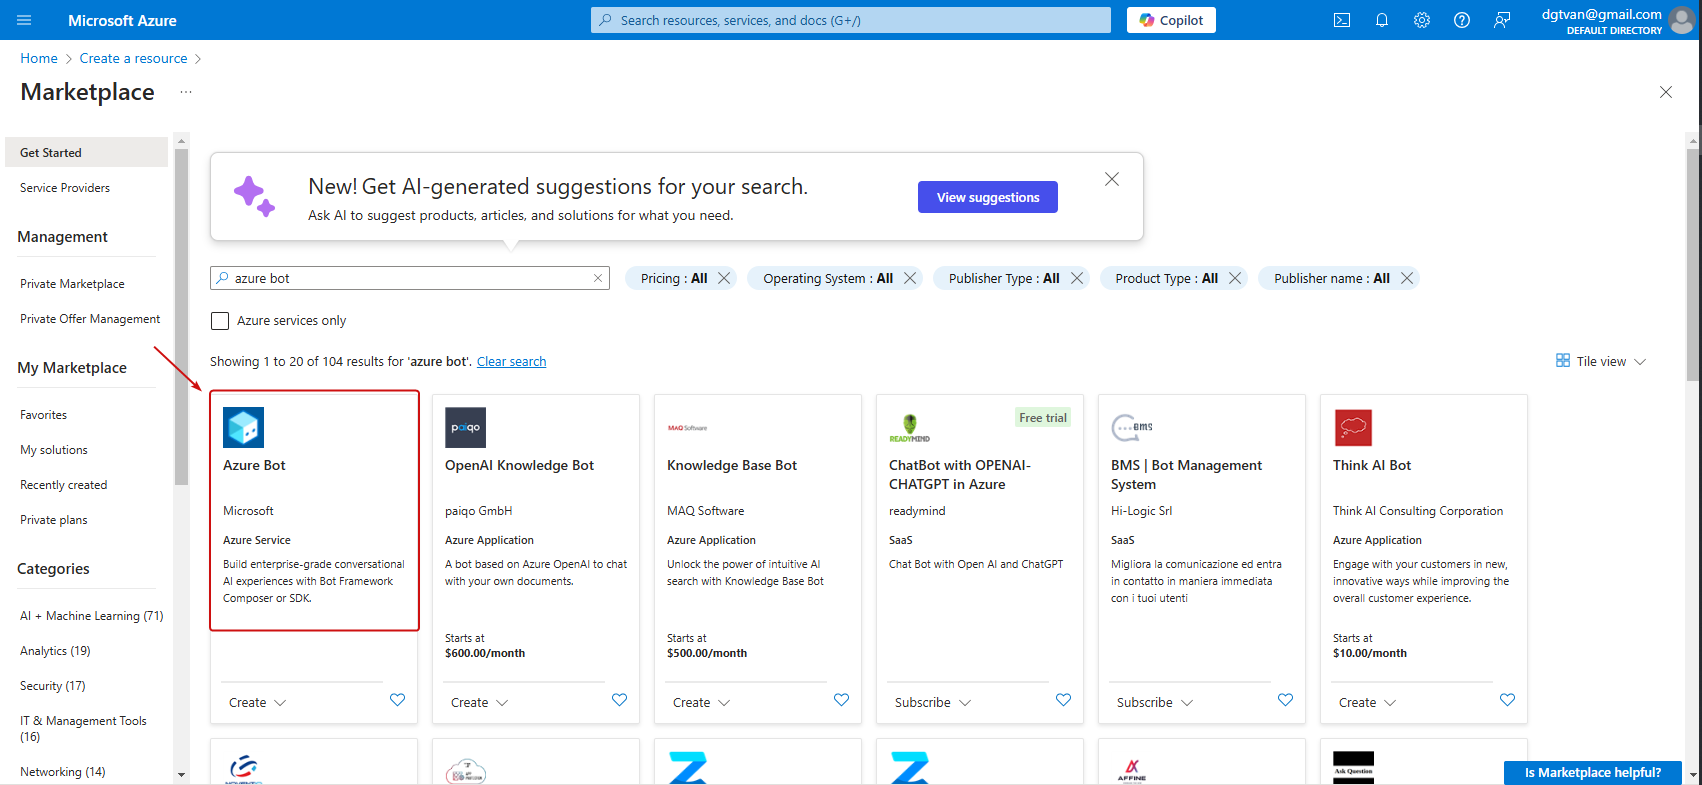 Microsoft Azure
Search resources, services, and docs (G+/)
Copilot
dgtvan@gmail.com
DEFAULT DIRECTORY
Home > Create a resource >
Marketplace ...
Get Started
Service Providers
Management
Private Marketplace
Private Offer Management
My Marketplace
Favorites
My solutions
Recently created
Private plans
Categories
AI + Machine Learning (71)
Analytics (19)
Security (17)
IT & Management Tools
(16)
Networking (14)
New! Get AI-generated suggestions for your search.
Ask AI to suggest products, articles, and solutions for what you need.
View suggestions
azure bot
Pricing : All
Operating System : All
Publisher Type : All
Product Type : All
Publisher name : All
Azure services only
Showing 1 to 20 of 104 results for 'azure bot'. Clear search
Tile view
Azure Bot
Microsoft
Azure Service
Build enterprise-grade conversational
AI experiences with Bot Framework
Composer or SDK.
Create
paiqo
OpenAI Knowledge Bot
paiqo GmbH
Azure Application
A bot based on Azure OpenAI to chat
with your own documents.
Starts at
$600.00/month
Create
MAQ Software
Knowledge Base Bot
MAQ Software
Azure Application
Unlock the power of intuitive AI
search with Knowledge Base Bot
Starts at
$500.00/month
Create
READYMIND
Free trial
ChatBot with OPENAI-
CHATGPT in Azure
readymind
SaaS
Chat Bot with Open AI and ChatGPT
Subscribe
BMS
BMS | Bot Management
System
Hi-Logic Srl
SaaS
Migliora la comunicazione ed entra
in contatto in maniera immediata
con i tuoi utenti
Subscribe
Think AI Bot
Think AI Consulting Corporation
Azure Application
Engage with your customers in new,
innovative ways while improving the
overall customer experience.
Starts at
$10.00/month
Create
AFFINE
Ask Question
Is Marketplace helpful?